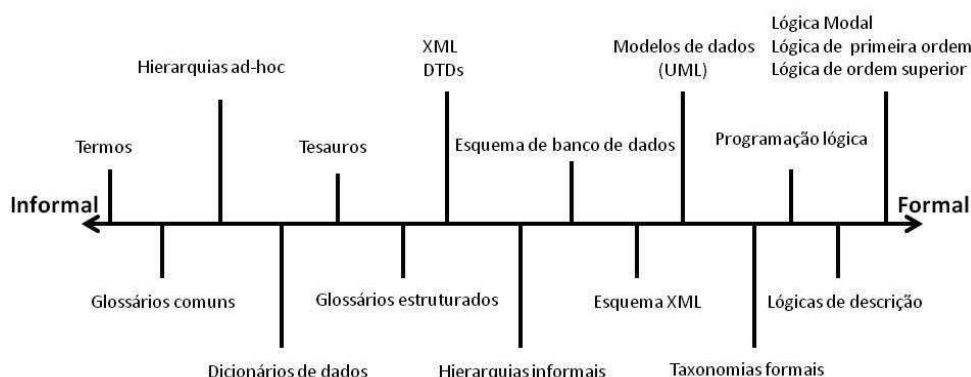 Lógica Modal
Lógica de primeira ordem
Lógica de ordem superior
XML
DTDs
Modelos de dados
(UML)
Hierarquias ad-hoc
Termos
Tesauros
Esquema de banco de dados
Programação lógica
Informal
Formal
Glossários comuns
Glossários estruturados
Esquema XML
Lógicas de descrição
Dicionários de dados
Hierarquias informais
Taxonomias formais